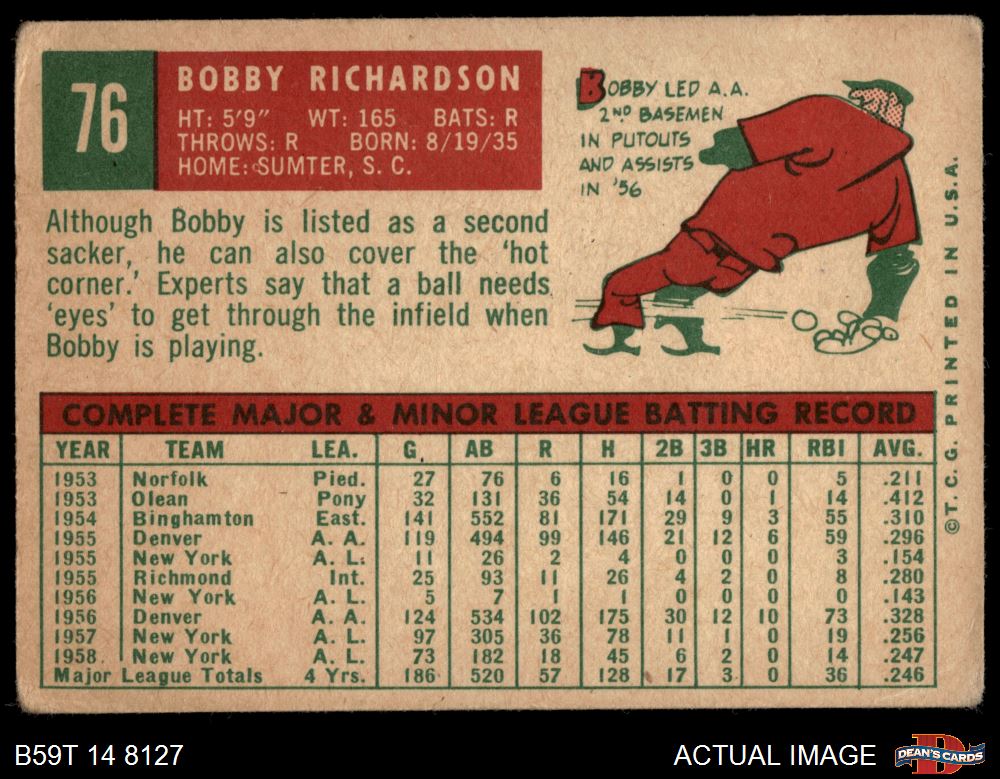 76
BOBBY RICHARDSON
HT: 5'9" WT: 165 BATS: R
THROWS: R BORN: 8/19/35
HOME: SUMTER, S. C.
BOBBY LED A.A.
2ND BASEMEN
IN PUTOUTS
AND ASSISTS
IN '56
Although Bobby is listed as a second
sacker, he can also cover the 'hot
corner.' Experts say that a ball needs
'eyes' to get through the infield when
Bobby is playing.
COMPLETE MAJOR & MINOR LEAGUE BATTING RECORD
YEAR TEAM LEA. G. AB R H 2B 3B HR RBI AVG.
1953 Norfolk Pied. 27 76 6 16 1 0 0 5 .211
1953 Olean Pony 32 131 36 54 14 0 1 14 .412
1954 Binghamton East. 141 552 81 171 29 9 3 55 .310
1955 Denver A. A. 119 494 99 146 21 12 6 59 .296
1955 New York A. L. 11 26 2 4 0 0 0 3 .154
1955 Richmond Int. 25 93 11 26 4 2 0 8 .280
1956 New York A. L. 5 7 1 1 0 0 0 0 .143
1956 Denver A. A. 124 534 102 175 30 12 10 73 .328
1957 New York A. L. 97 305 36 78 11 1 0 19 .256
1958 New York A. L. 73 182 18 45 6 2 0 14 .247
Major League Totals 4 Yrs. 186 520 57 128 17 3 0 36 .246
©T. C. G. PRINTED IN U.S.A.
B59T 14 8127
ACTUAL IMAGE
D
DEAN'S CARDS